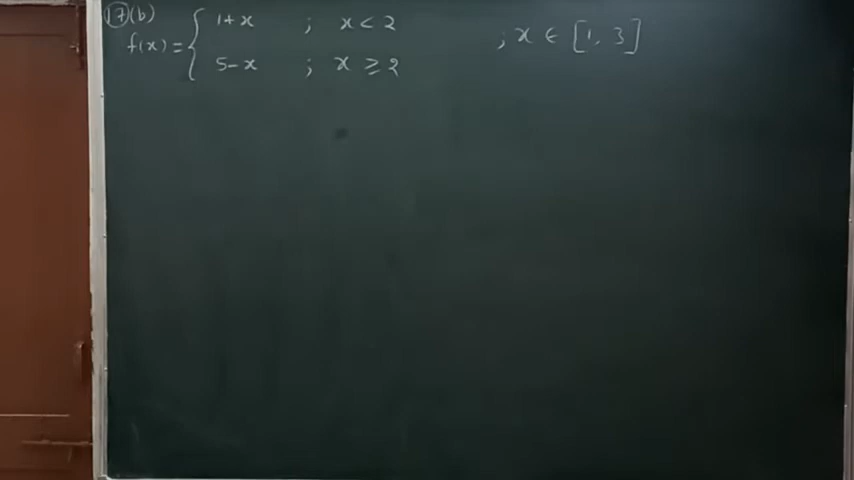 17(b)
f(x) = { 1+x ; x < 2
5-x ; x ≥ 2
; x ∈ [1, 3]